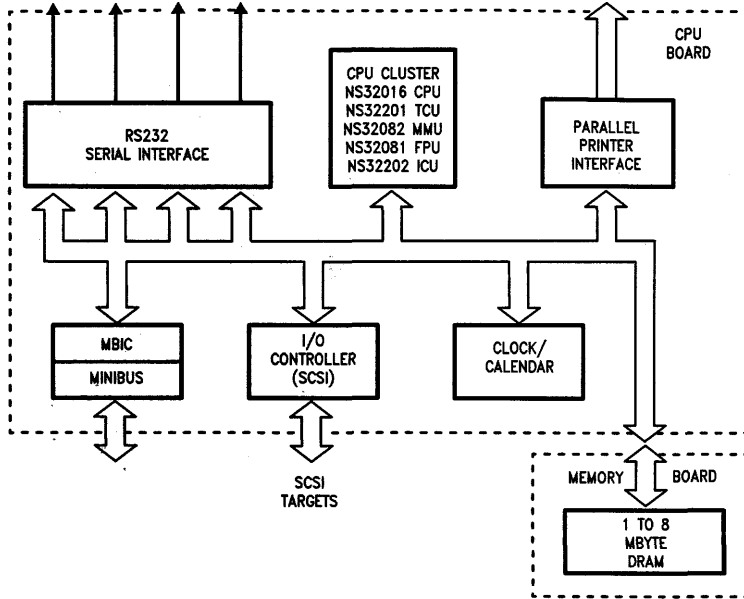 CPU
BOARD
RS232
SERIAL INTERFACE
CPU CLUSTER
NS32016 CPU
NS32201 TCU
NS32082 MMU
NS32081 FPU
NS32202 ICU
PARALLEL
PRINTER
INTERFACE
MBIC
MINIBUS
I/O
CONTROLLER
(SCSI)
CLOCK/
CALENDAR
SCSI
TARGETS
MEMORY BOARD
1 TO 8
MBYTE
DRAM